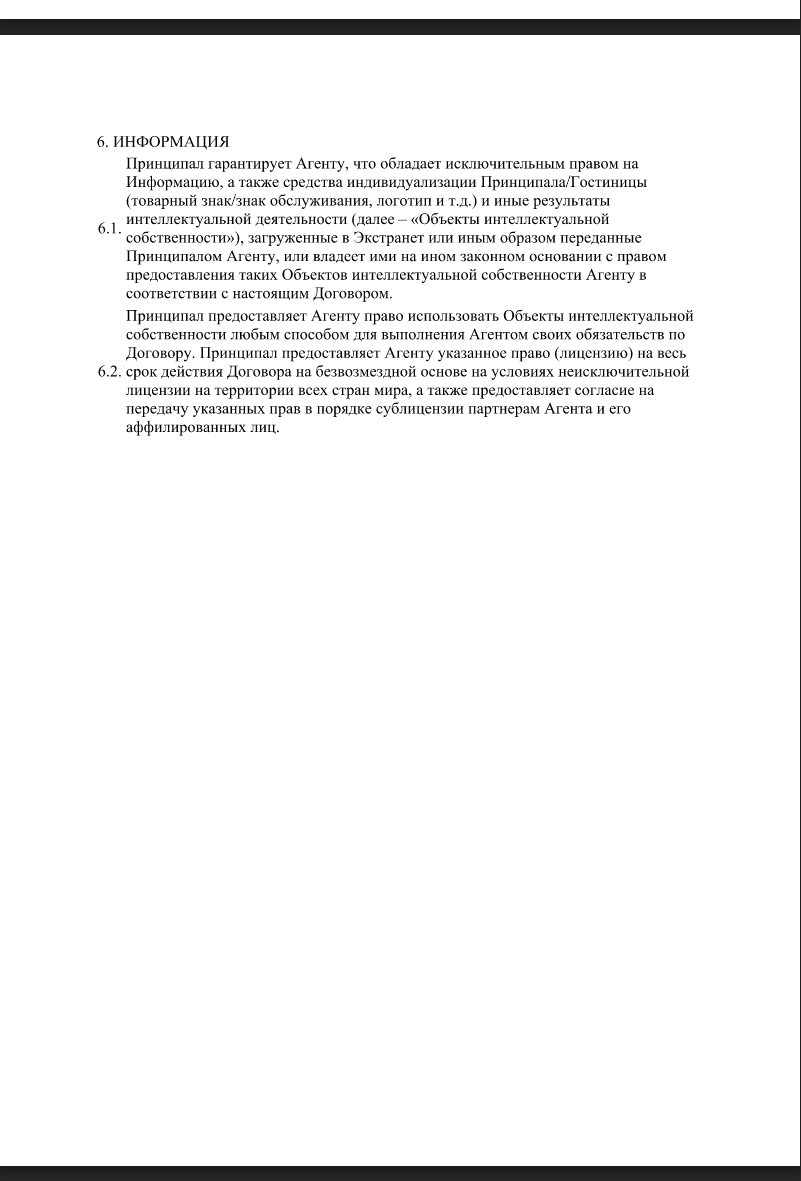 6. ИНФОРМАЦИЯ
Принципал гарантирует Агенту, что обладает исключительным правом на
Информацию, а также средства индивидуализации Принципала/Гостиницы
(товарный знак/знак обслуживания, логотип и т.д.) и иные результаты
интеллектуальной деятельности (далее – «Объекты интеллектуальной
6.1. собственности»), загруженные в Экстранет или иным образом переданные
Принципалом Агенту, или владеет ими на ином законном основании с правом
предоставления таких Объектов интеллектуальной собственности Агенту в
соответствии с настоящим Договором.
Принципал предоставляет Агенту право использовать Объекты интеллектуальной
собственности любым способом для выполнения Агентом своих обязательств по
Договору. Принципал предоставляет Агенту указанное право (лицензию) на весь
6.2. срок действия Договора на безвозмездной основе на условиях неисключительной
лицензии на территории всех стран мира, а также предоставляет согласие на
передачу указанных прав в порядке сублицензии партнерам Агента и его
аффилированных лиц.